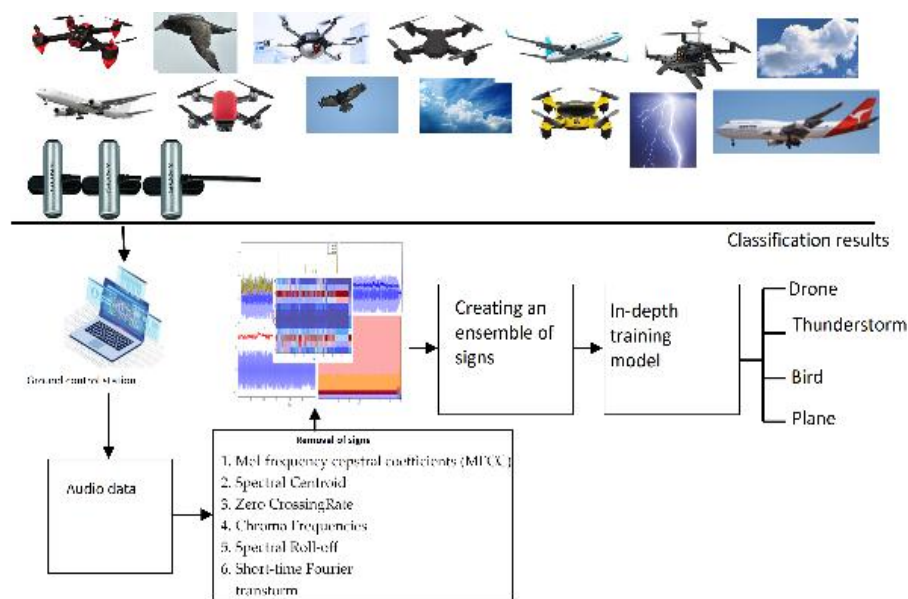 Classification results
Drone
Thunderstorm
Bird
Plane
Creating an
ensemble of
signs
In-depth
training
model
Ground control station
Audio data
Removal of signs
1. Mel frequency cepstral coefficients (MFCC)
2. Spectral Centroid
3. Zero CrossingRate
4. Chroma Frequencies
5. Spectral Roll-off
6. Short-time Fourier
transturm